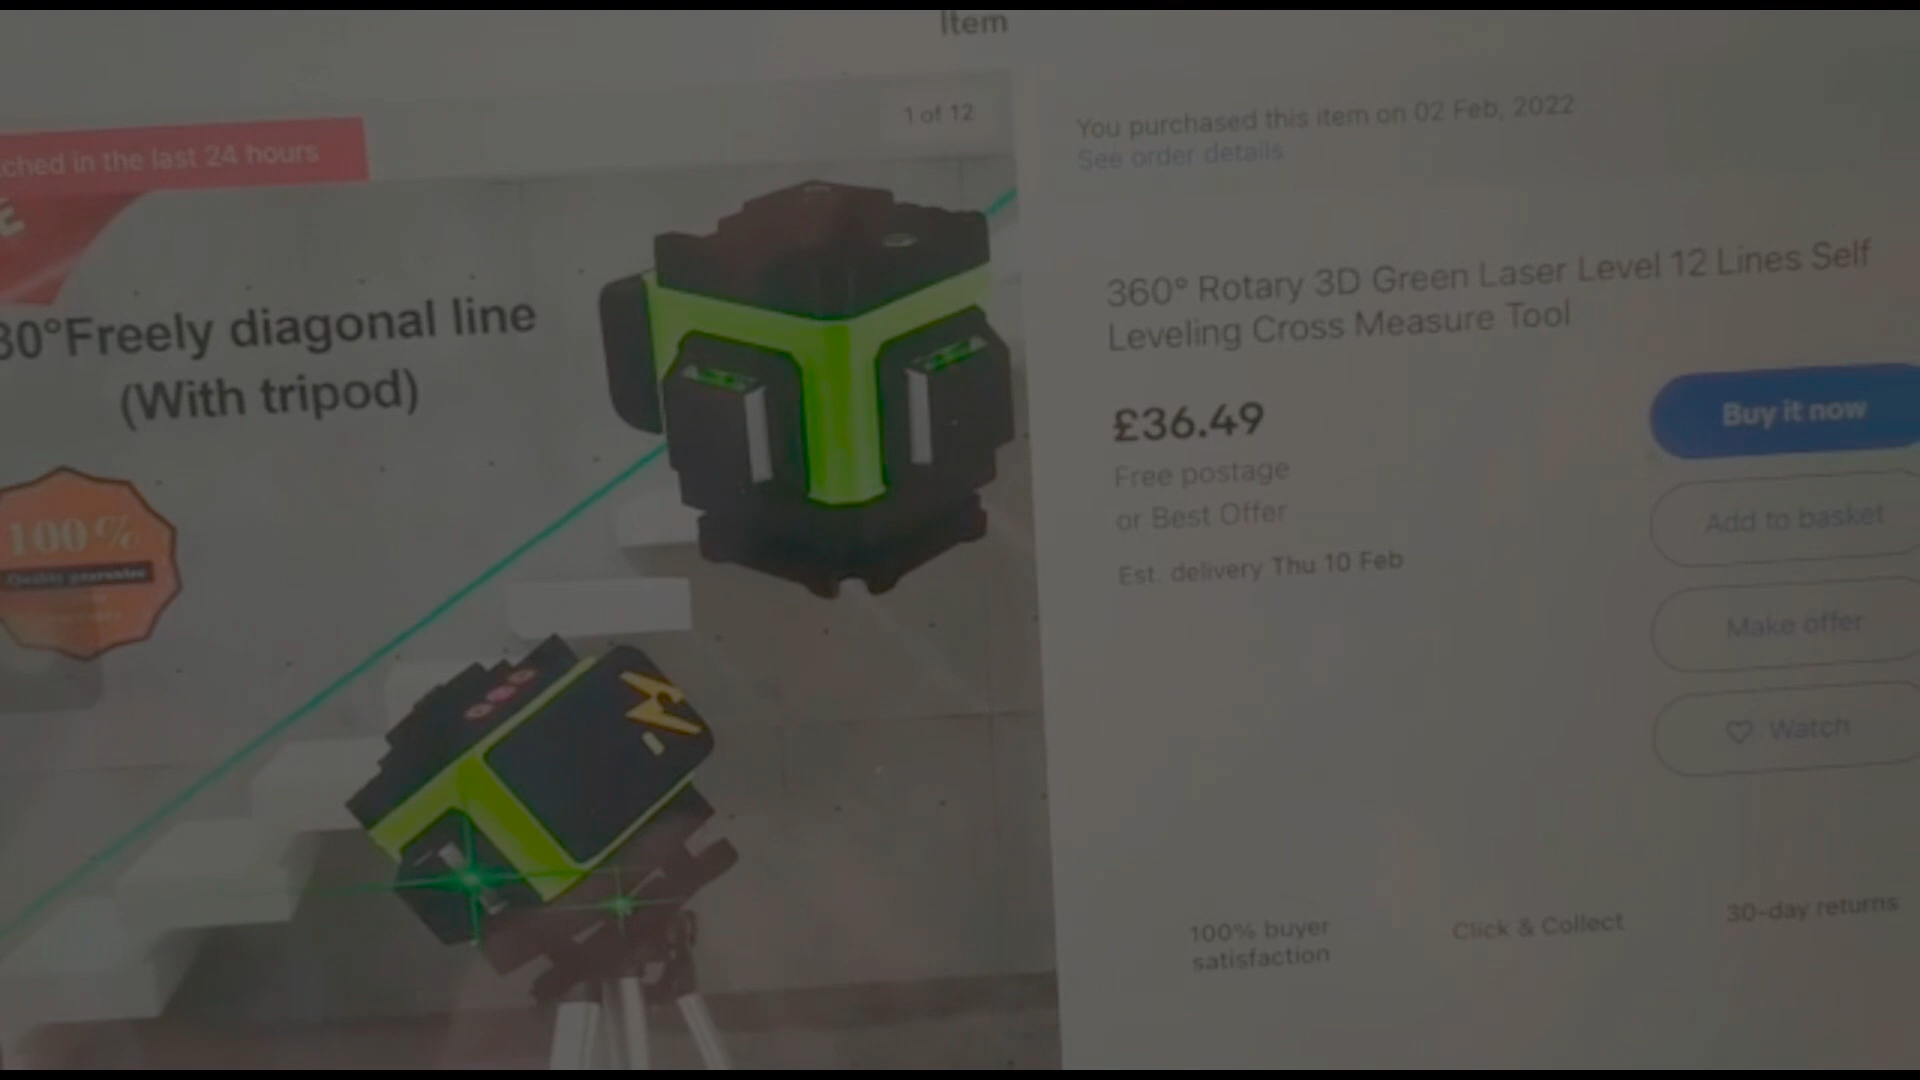 Item
1 of 12
ched in the last 24 hours
E
30°Freely diagonal line
(With tripod)
100%
Quality guarantee
You purchased this item on 02 Feb, 2022
See order details
360° Rotary 3D Green Laser Level 12 Lines Self
Leveling Cross Measure Tool
£36.49
Free postage
or Best Offer
Est. delivery Thu 10 Feb
Buy it now
Add to basket
Make offer
Watch
100% buyer
satisfaction
Click & Collect
30-day returns